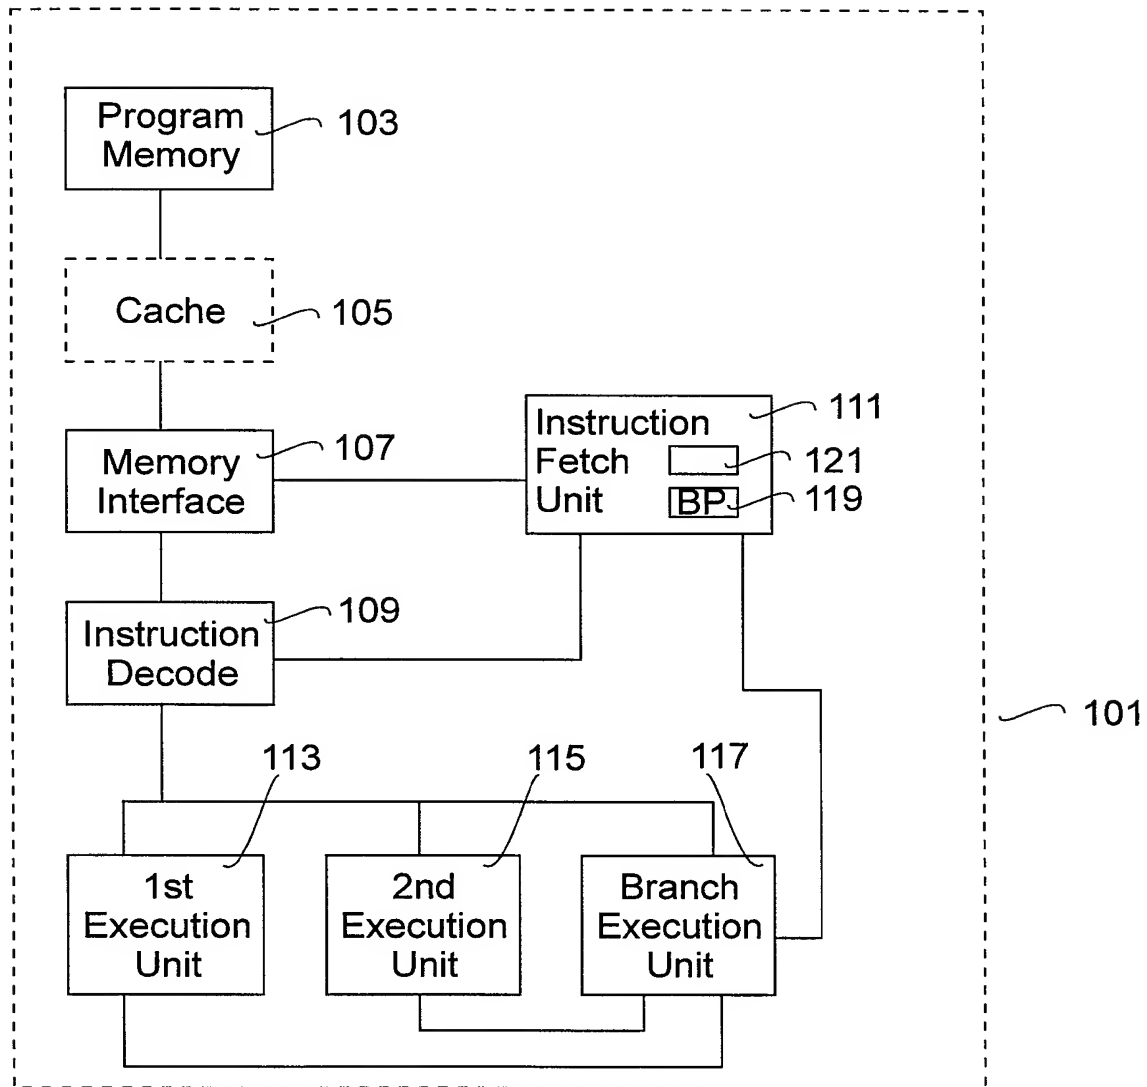 Program
Memory
103
Cache
105
Memory
Interface
107
Instruction
Fetch
Unit
111
121
BP
119
Instruction
Decode
109
101
113
115
117
1st
Execution
Unit
2nd
Execution
Unit
Branch
Execution
Unit